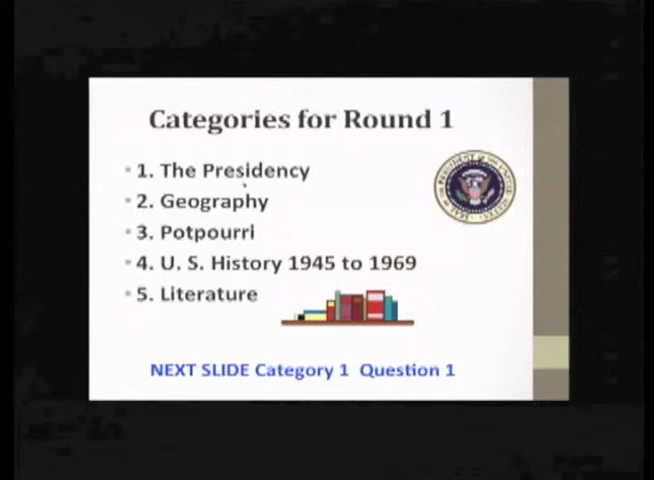 Categories for Round 1
• 1. The Presidency
• 2. Geography
• 3. Potpourri
• 4. U. S. History 1945 to 1969
• 5. Literature
NEXT SLIDE Category 1  Question 1